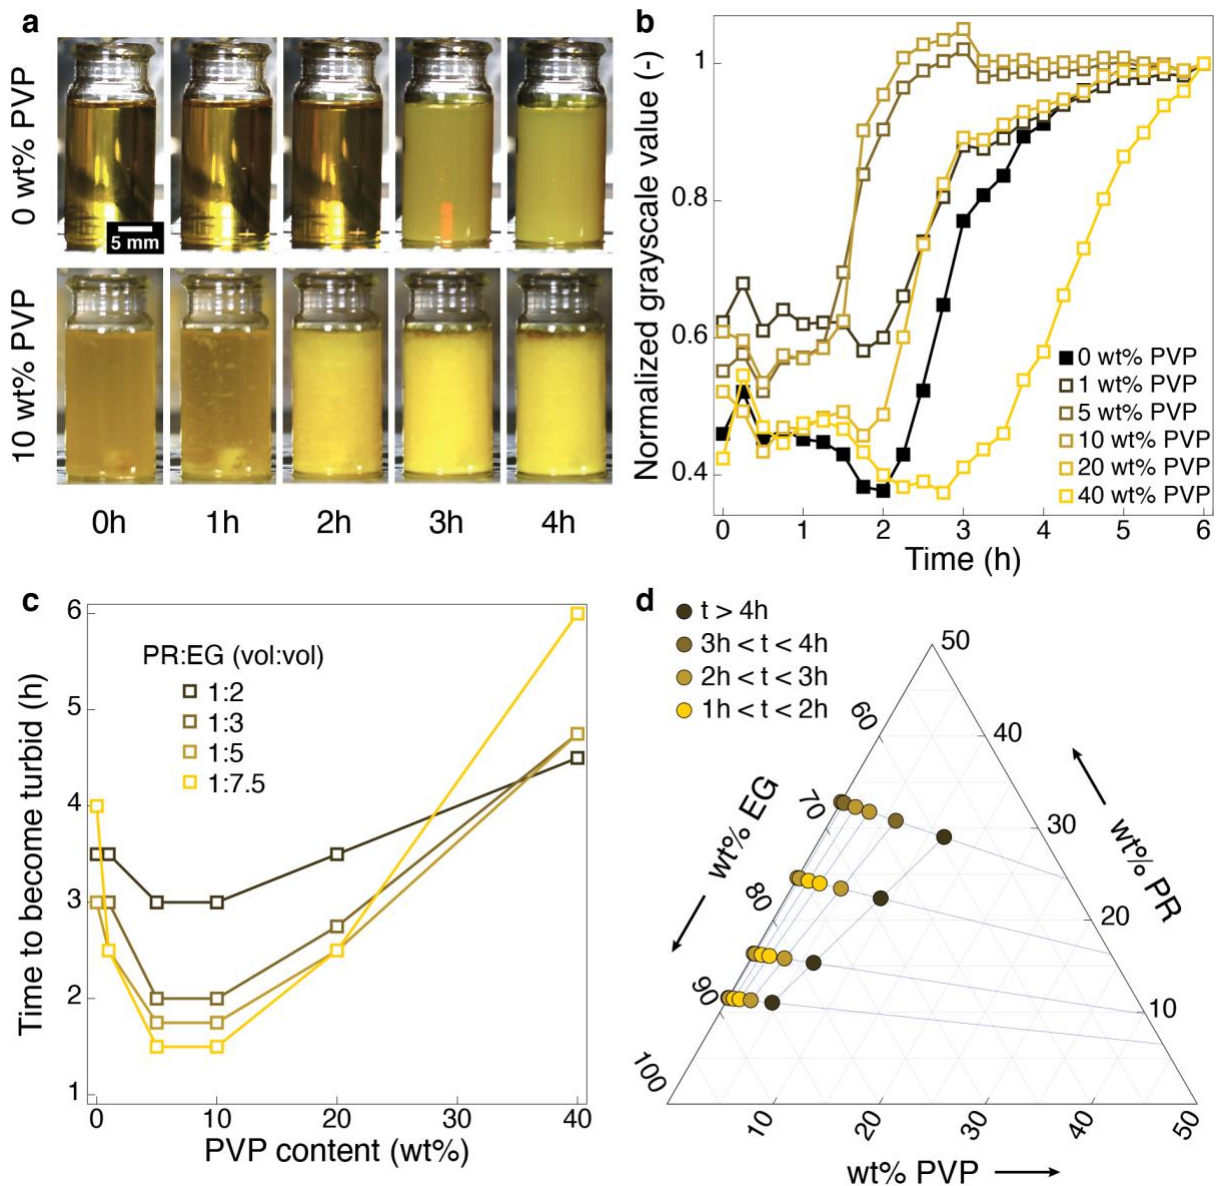 a
0 wt% PVP
5 mm
10 wt% PVP
0h 1h 2h 3h 4h
b
Normalized grayscale value (-)
1
0.8
0.6
0.4
0 wt% PVP
1 wt% PVP
5 wt% PVP
10 wt% PVP
20 wt% PVP
40 wt% PVP
0 1 2 3 4 5 6
Time (h)
c
Time to become turbid (h)
6
5
4
3
2
1
PR:EG (vol:vol)
1:2
1:3
1:5
1:7.5
0 10 20 30 40
PVP content (wt%)
d
t > 4h
3h < t < 4h
2h < t < 3h
1h < t < 2h
50
40
30
20
10
wt% PR
60
70
80
90
100
wt% EG
10 20 30 40 50
wt% PVP